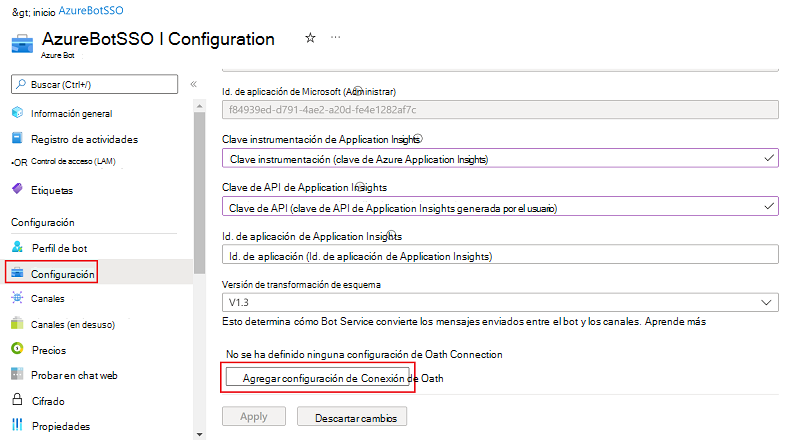 &gt; inicio AzureBotSSO
AzureBotSSO | Configuration
Azure Bot
Buscar (Ctrl+/)
Información general
Registro de actividades
•OR Control de acceso (LAM)
Etiquetas
Configuración
Perfil de bot
Configuración
Canales
Canales (en desuso)
Precios
Probar en chat web
Cifrado
Propiedades
Id. de aplicación de Microsoft (Administrar)
f84939ed-d791-4ae2-a20d-fe4e1282af7c
Clave instrumentación de Application Insights
Clave instrumentación (clave de Azure Application Insights)
Clave de API de Application Insights
Clave de API (clave de API de Application Insights generada por el usuario)
Id. de aplicación de Application Insights
Id. de aplicación (Id. de aplicación de Application Insights)
Versión de transformación de esquema
V1.3
Esto determina cómo Bot Service convierte los mensajes enviados entre el bot y los canales. Aprende más
No se ha definido ninguna configuración de Oath Connection
Agregar configuración de Conexión de Oath
Apply
Descartar cambios